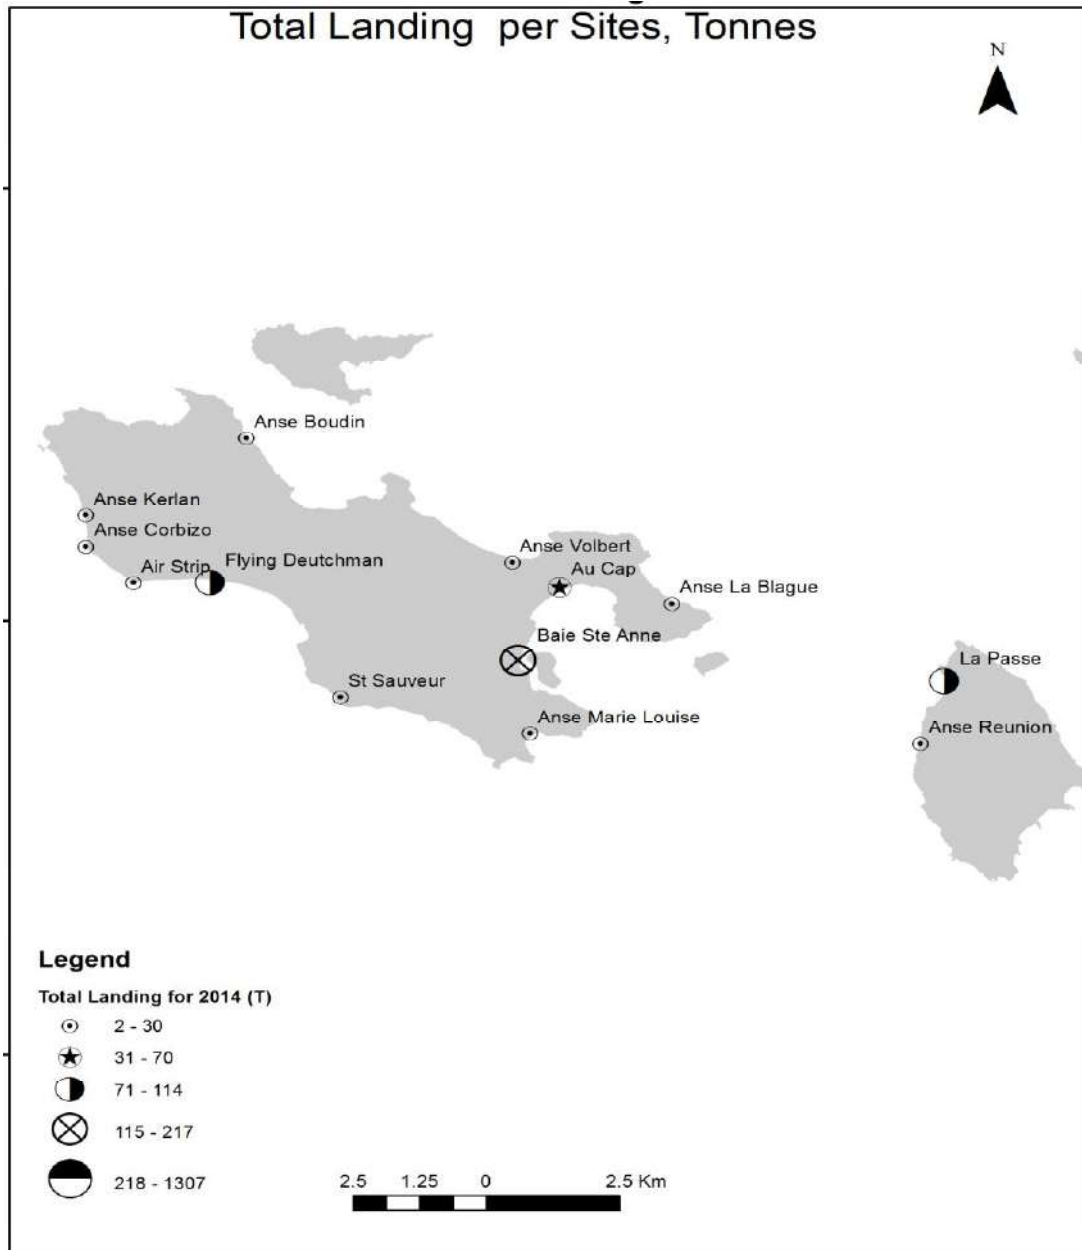 Total Landing per Sites, Tonnes
N
Anse Boudin
Anse Kerlan
Anse Corbizo
Air Strip
Flying Deutchman
Anse Volbert
Au Cap
Anse La Blague
Baie Ste Anne
La Passe
St Sauveur
Anse Marie Louise
Anse Reunion
Legend
Total Landing for 2014 (T)
2 - 30
31 - 70
71 - 114
115 - 217
218 - 1307
2.5 1.25 0 2.5 Km